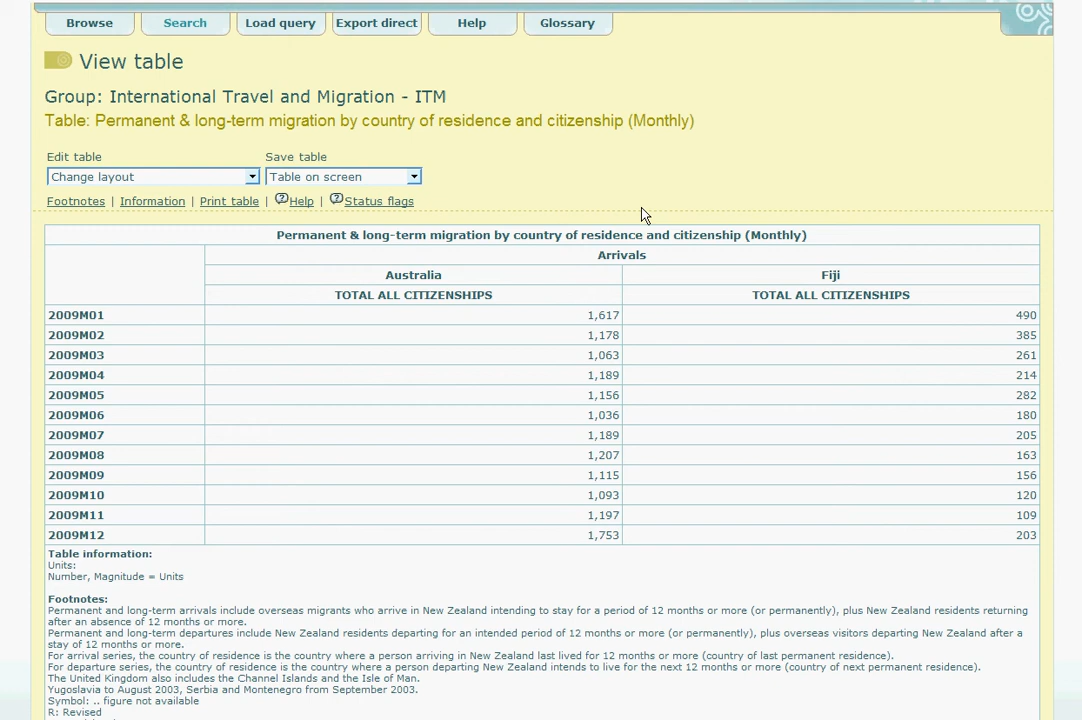 Browse Search Load query Export direct Help Glossary
View table
Group: International Travel and Migration - ITM
Table: Permanent & long-term migration by country of residence and citizenship (Monthly)
Edit table Save table
Change layout Table on screen
Footnotes | Information | Print table | Help | Status flags
Permanent & long-term migration by country of residence and citizenship (Monthly)
Arrivals
Australia Fiji
TOTAL ALL CITIZENSHIPS TOTAL ALL CITIZENSHIPS
2009M01 1,617 490
2009M02 1,178 385
2009M03 1,063 261
2009M04 1,189 214
2009M05 1,156 282
2009M06 1,036 180
2009M07 1,189 205
2009M08 1,207 163
2009M09 1,115 156
2009M10 1,093 120
2009M11 1,197 109
2009M12 1,753 203
Table information:
Units:
Number, Magnitude = Units
Footnotes:
Permanent and long-term arrivals include overseas migrants who arrive in New Zealand intending to stay for a period of 12 months or more (or permanently), plus New Zealand residents returning
after an absence of 12 months or more.
Permanent and long-term departures include New Zealand residents departing for an intended period of 12 months or more (or permanently), plus overseas visitors departing New Zealand after a
stay of 12 months or more.
For arrival series, the country of residence is the country where a person arriving in New Zealand last lived for 12 months or more (country of last permanent residence).
For departure series, the country of residence is the country where a person departing New Zealand intends to live for the next 12 months or more (country of next permanent residence).
The United Kingdom also includes the Channel Islands and the Isle of Man.
Yugoslavia to August 2003, Serbia and Montenegro from September 2003.
Symbol: .. figure not available
R: Revised